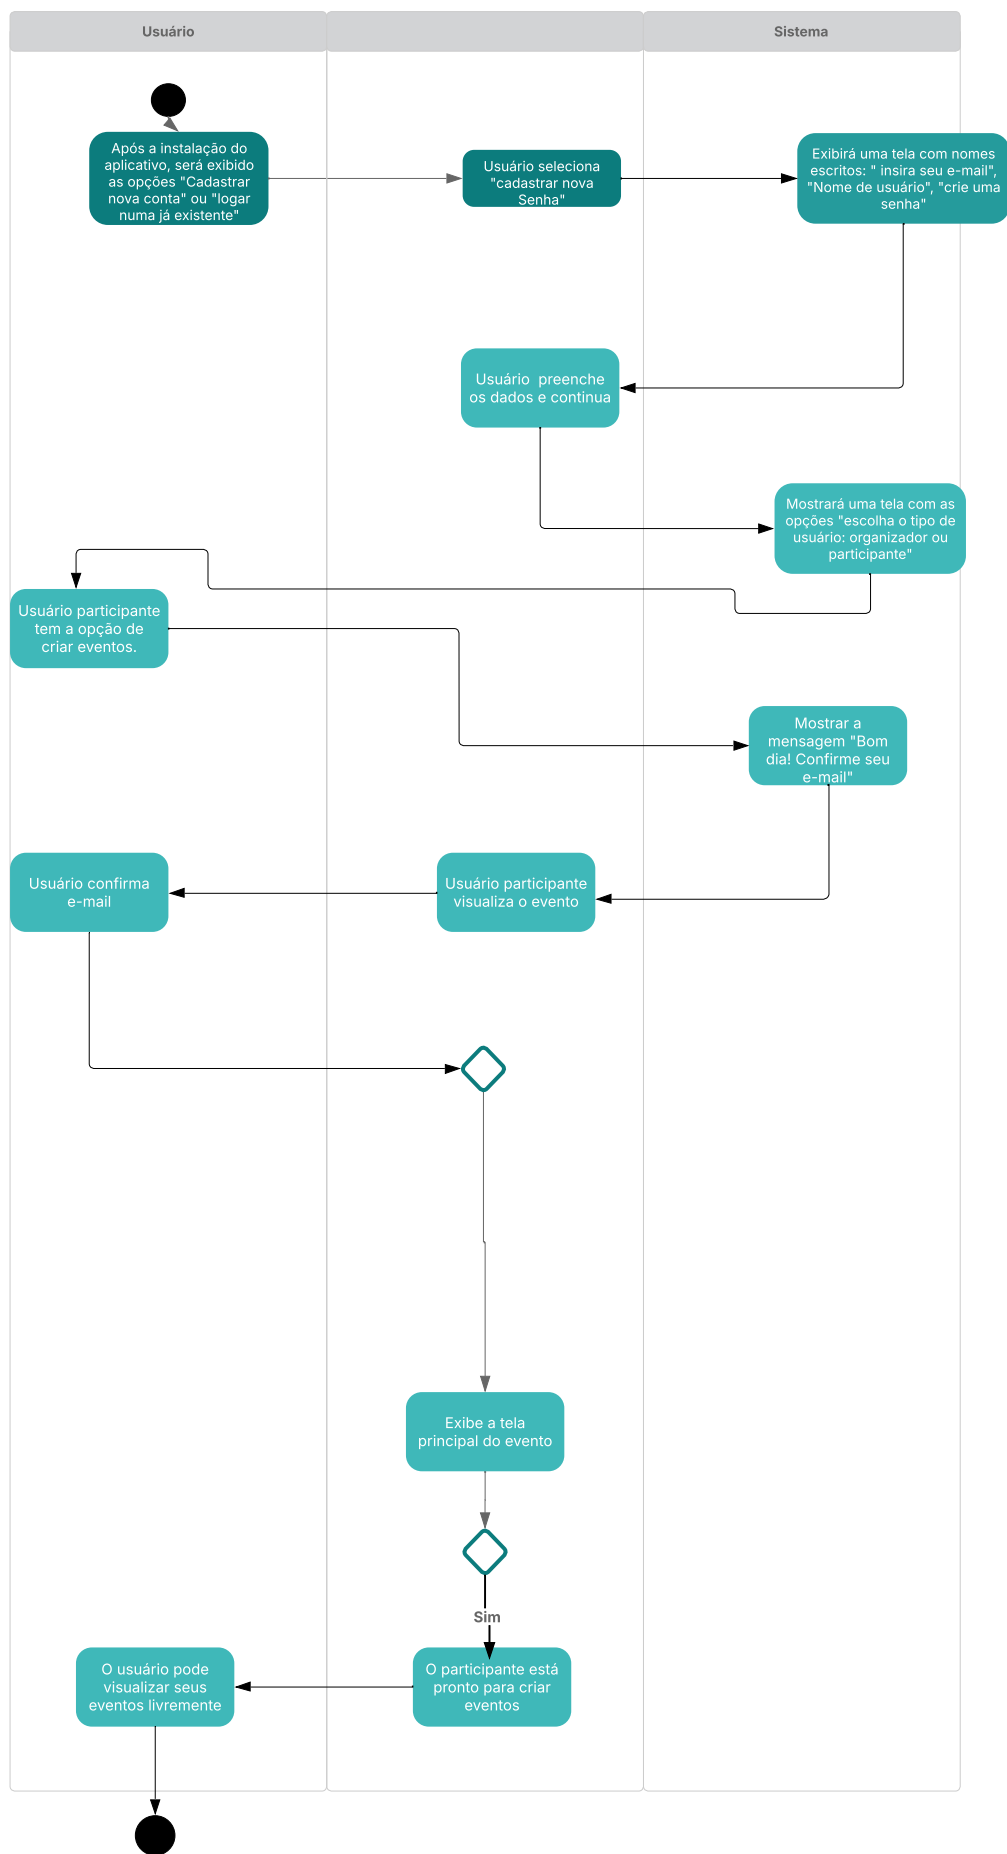 Usuário
Sistema
Após a instalação do
aplicativo, será exibido
as opções "Cadastrar
nova conta" ou "logar
numa já existente"
Usuário seleciona
"cadastrar nova
Senha"
Exibirá uma tela com nomes
escritos: " insira seu e-mail",
"Nome de usuário", "crie uma
senha"
Usuário  preenche
os dados e continua
Mostrará uma tela com as
opções "escolha o tipo de
usuário: organizador ou
participante"
Usuário participante
tem a opção de
criar eventos.
Mostrar a
mensagem "Bom
dia! Confirme seu
e-mail"
Usuário confirma
e-mail
Usuário participante
visualiza o evento
Exibe a tela
principal do evento
Sim
O usuário pode
visualizar seus
eventos livremente
O participante está
pronto para criar
eventos